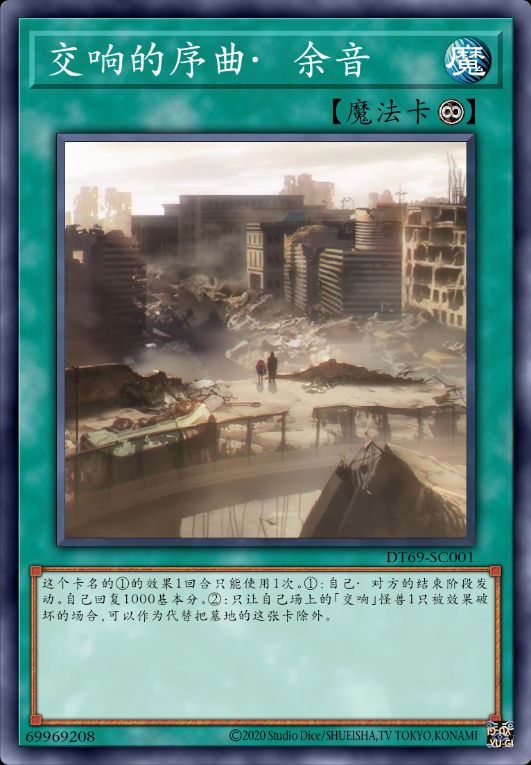 交响的序曲· 余音
魔
【魔法卡】
DT69-SC001
这个卡名的①的效果1回合只能使用1次。①:自己·对方的结束阶段发
动。自己回复1000基本分。②:只让自己场上的「交响」怪兽1只被效果破
坏的场合,可以作为代替把墓地的这张卡除外。
69969208
©2020 Studio Dice/SHUEISHA,TV TOKYO,KONAMI